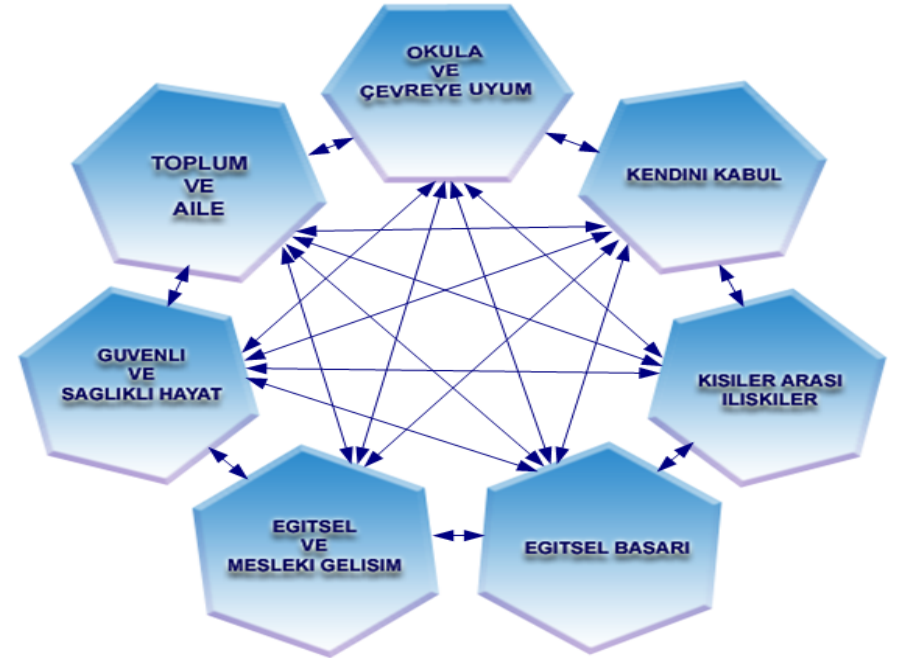 OKULA
VE
ÇEVREYE UYUM
TOPLUM
VE
AILE
KENDINI KABUL
GUVENLI
VE
SAGLIKLI HAYAT
KISILER ARASI
ILISKILER
EGITSEL
VE
MESLEKI GELISIM
EGITSEL BASARI